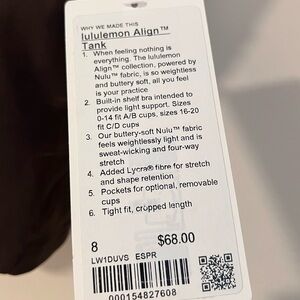 WHY WE MADE THIS
lululemon Align™
Tank
1. When feeling nothing is
everything. The lululemon
Align™ collection, powered by
Nulu™ fabric, is so weightless
and buttery soft, all you feel
is your practice
2. Built-in shelf bra intended to
provide light support, Sizes
0-14 fit A/B cups, sizes 16-20
fit C/D cups
3. Our buttery-soft Nulu™ fabric
feels weightlessly light and is
sweat-wicking and four-way
stretch
4. Added Lycra® fibre for stretch
and shape retention
5. Pockets for optional, removable
cups
6. Tight fit, cropped length
8 $68.00
LW1DUVS ESPR
000154827608